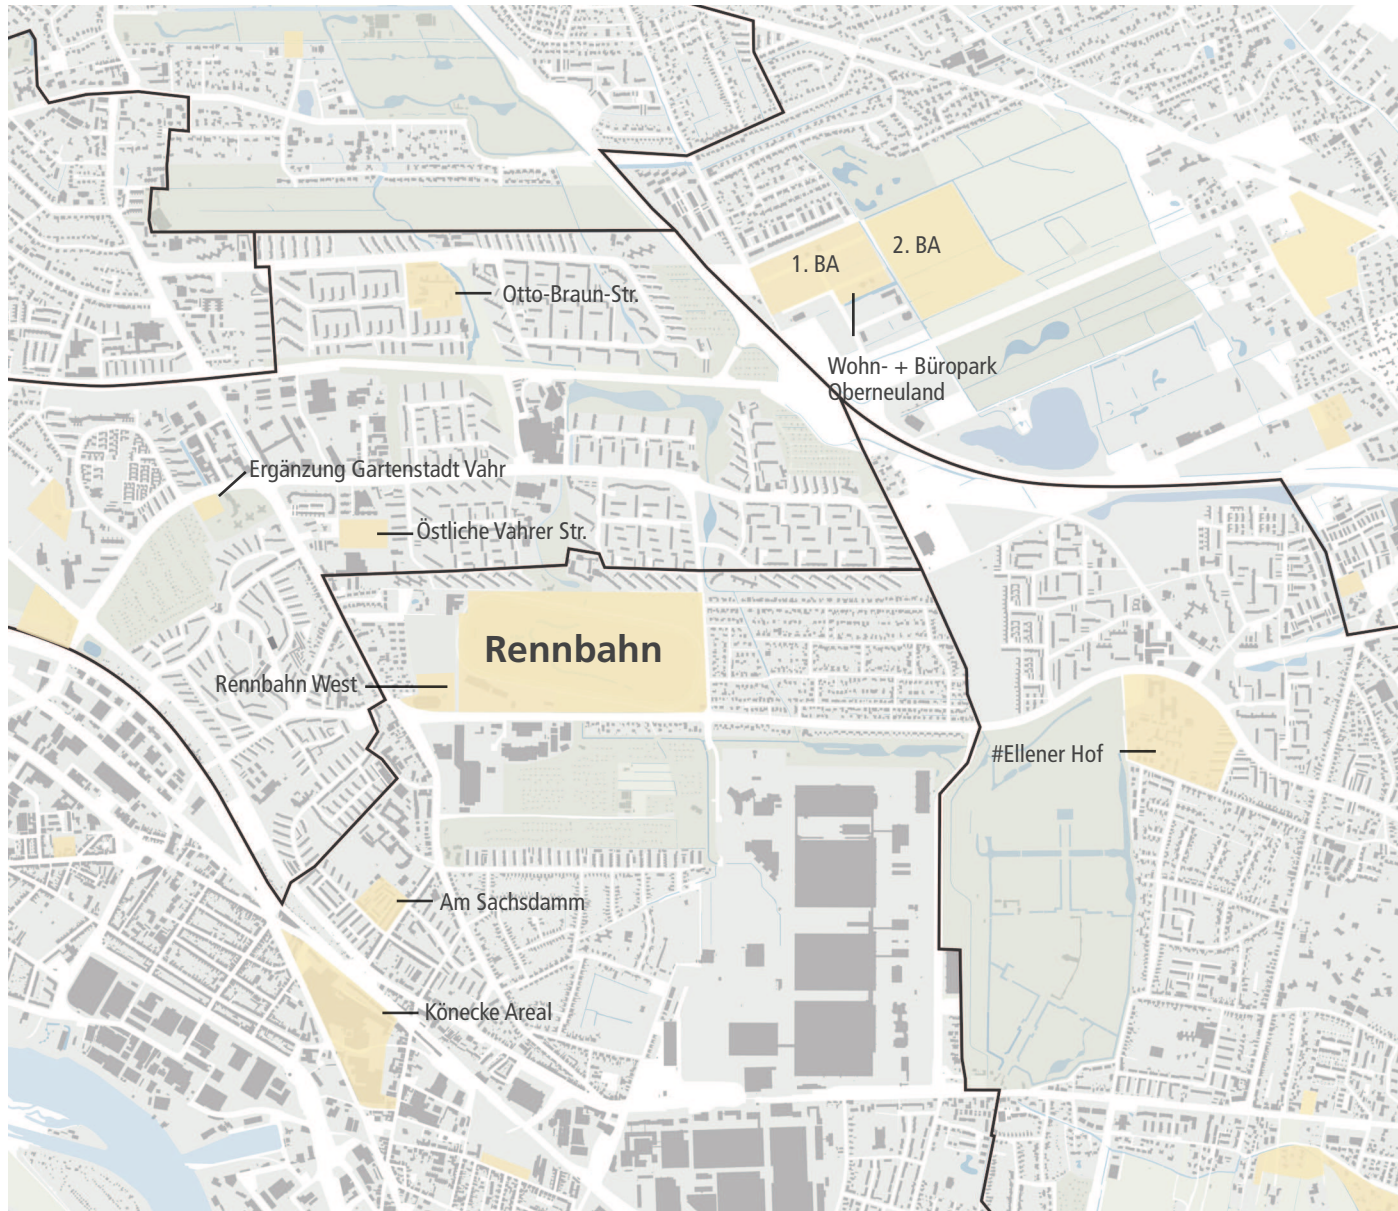 2. BA
1. BA
Otto-Braun-Str.
Wohn- + Büropark
Oberneuland
Ergänzung Gartenstadt Vahr
Östliche Vahrer Str.
Rennbahn
Rennbahn West
#Ellener Hof
Am Sachsdamm
Könecke Areal